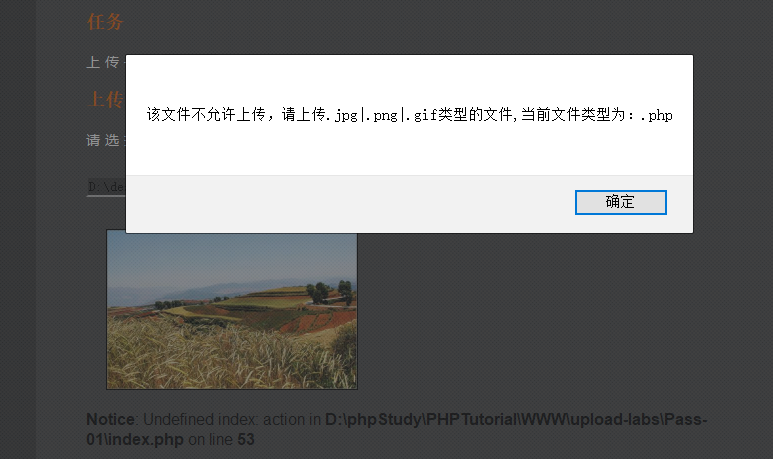 任务
上传
该文件不允许上传，请上传.jpg|.png|.gif类型的文件,当前文件类型为：.php
上传
请选
D:\de
确定
Notice: Undefined index: action in D:\phpStudy\PHPTutorial\WWW\upload-labs\Pass-
01\index.php on line 53